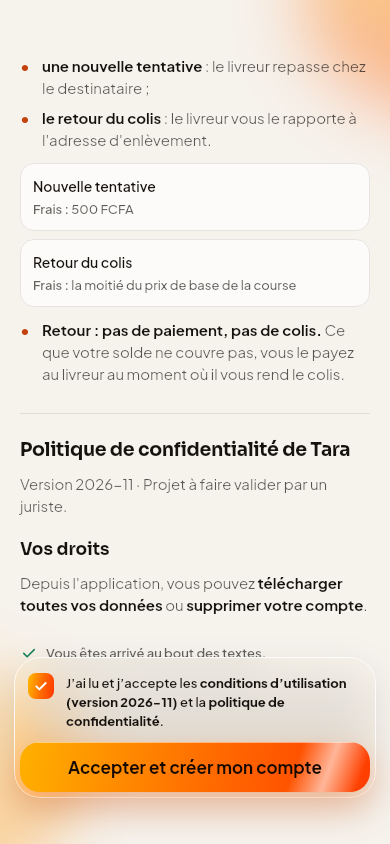 une nouvelle tentative : le livreur repasse chez
le destinataire ;
le retour du colis : le livreur vous le rapporte à
l'adresse d'enlèvement.
Nouvelle tentative
Frais : 500 FCFA
Retour du colis
Frais : la moitié du prix de base de la course
Retour : pas de paiement, pas de colis. Ce
que votre solde ne couvre pas, vous le payez
au livreur au moment où il vous rend le colis.
Politique de confidentialité de Tara
Version 2026-11 · Projet à faire valider par un
juriste.
Vos droits
Depuis l'application, vous pouvez télécharger
toutes vos données ou supprimer votre compte.
Vous êtes arrivé au bout des textes.
J’ai lu et j’accepte les conditions d’utilisation
(version 2026-11) et la politique de
confidentialité.
Accepter et créer mon compte